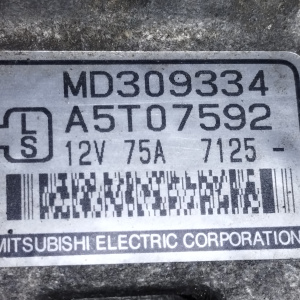 MD309334
L
S
A5T07592
12V 75A 7125 -
MITSUBISHI ELECTRIC CORPORATION